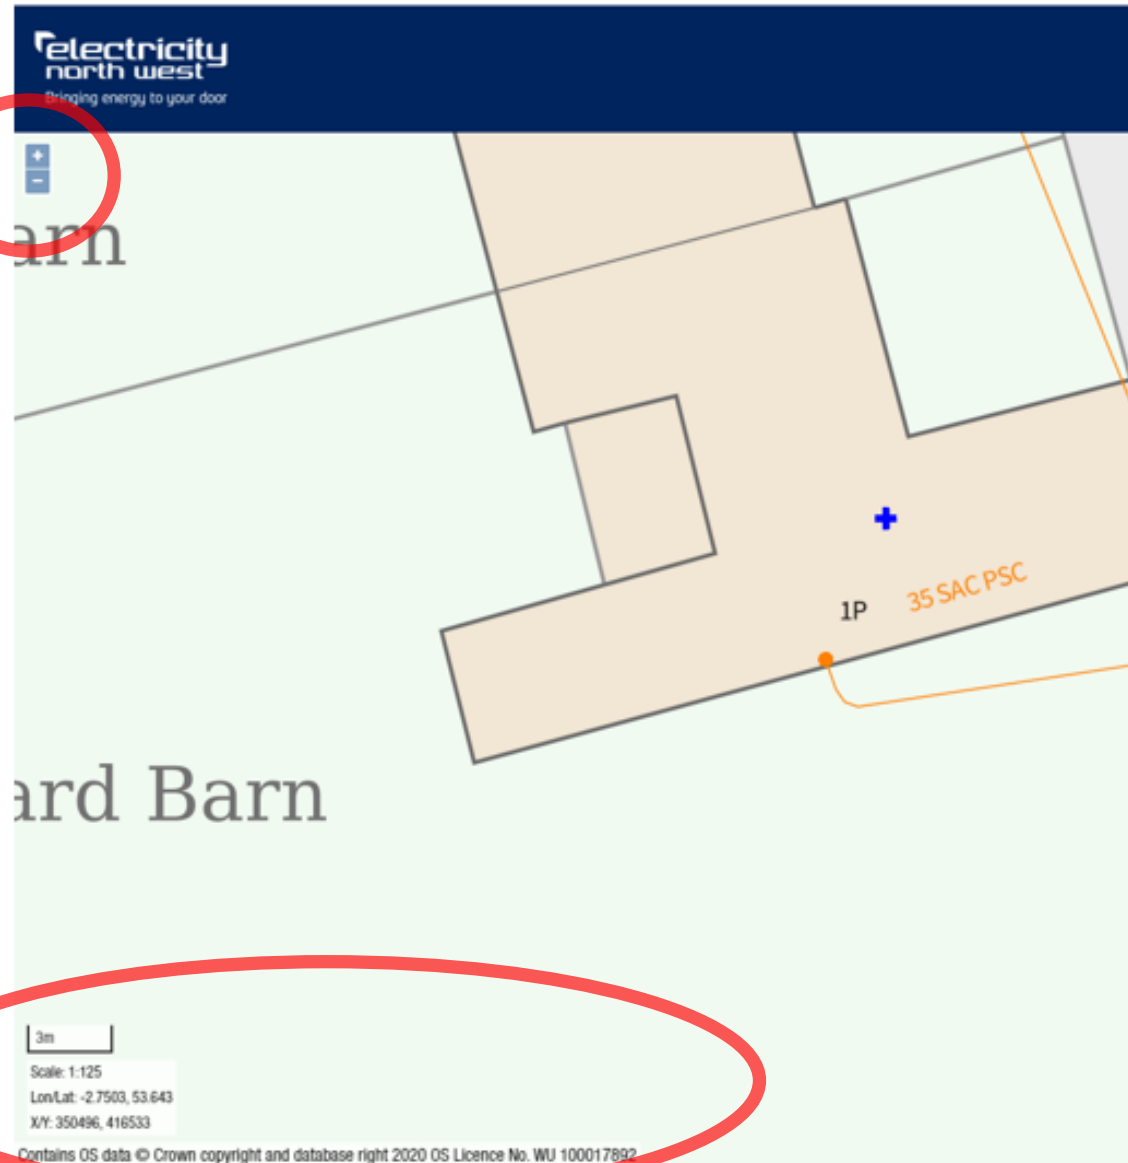 electricity
north west
Bringing energy to your door
+
−
arn
35 SAC PSC
1P
ard Barn
3m
Scale: 1:125
Lon/Lat: -2.7503, 53.643
X/Y: 350496, 416533
Contains OS data © Crown copyright and database right 2020 OS Licence No. WU 100017892